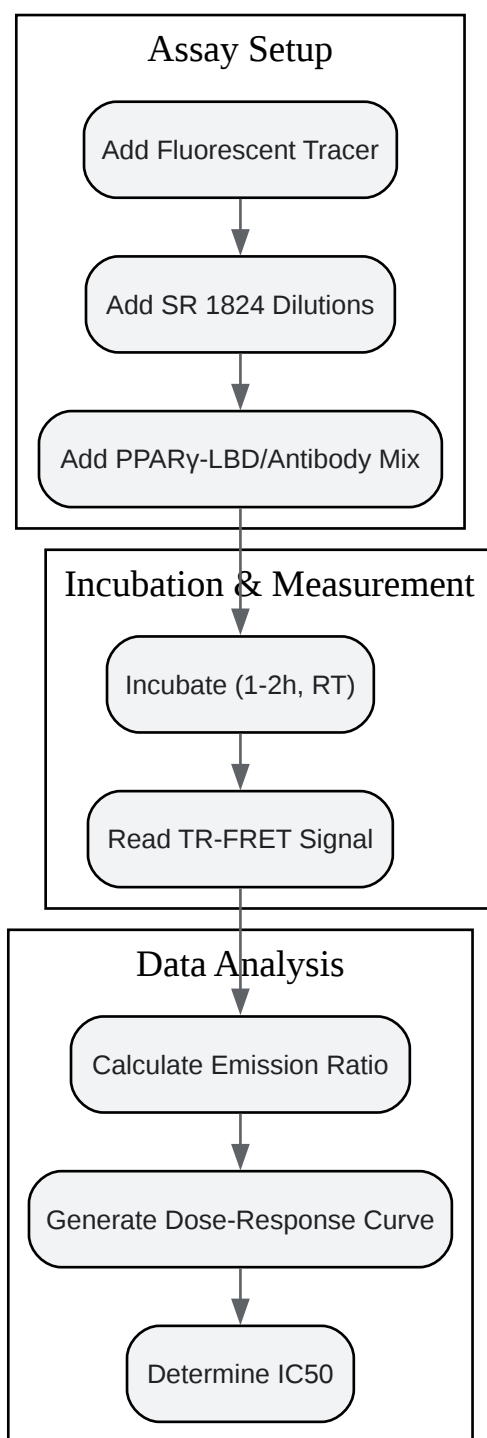 Assay Setup
Add Fluorescent Tracer
Add SR 1824 Dilutions
Add PPARγ-LBD/Antibody Mix
Incubation & Measurement
Incubate (1-2h, RT)
Read TR-FRET Signal
Data Analysis
Calculate Emission Ratio
Generate Dose-Response Curve
Determine IC50